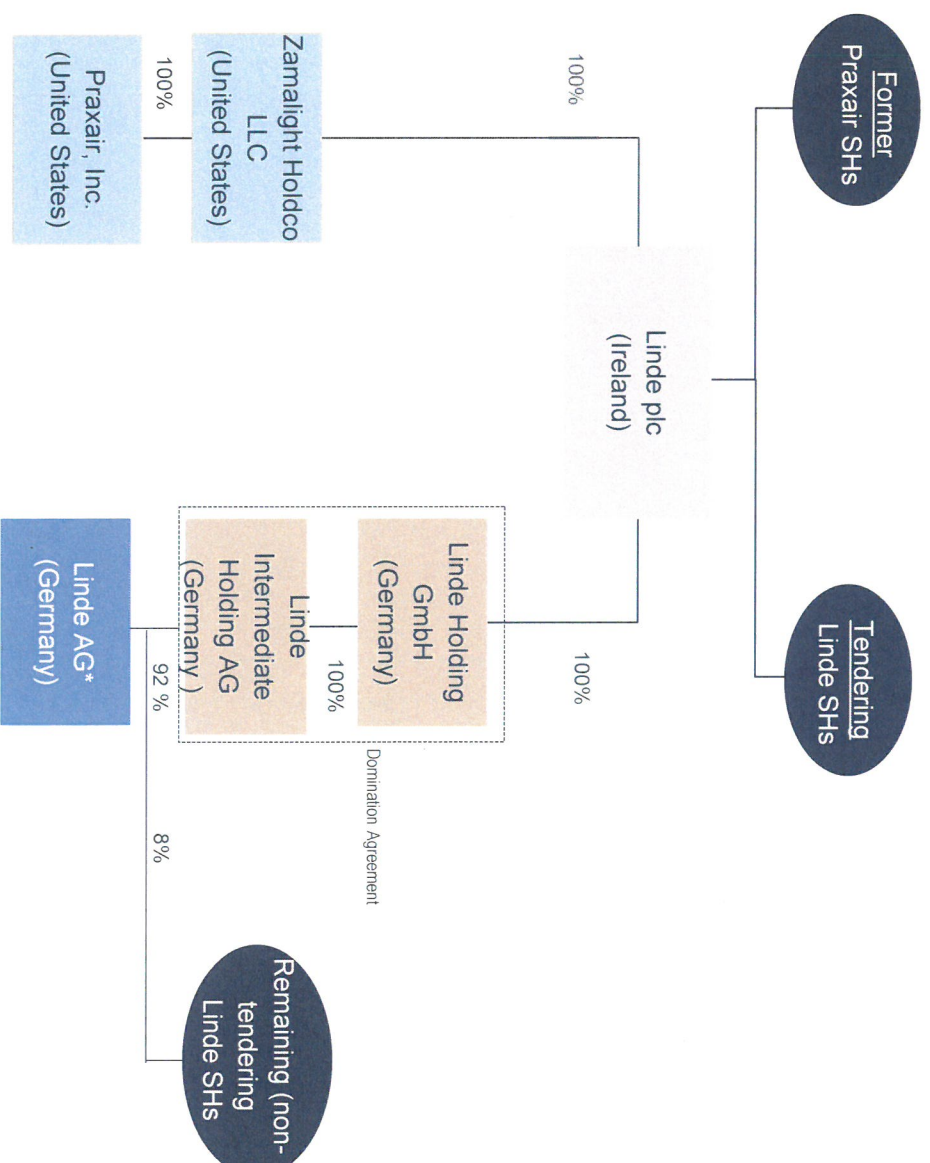 Former
Praxair SHs
Tendering
Linde SHs
Linde plc
(Ireland)
100%
100%
Zamalight Holdco
LLC
(United States)
Linde Holding
GmbH
(Germany)
100%
100%
Domination Agreement
Praxair, Inc.
(United States)
Linde
Intermediate
Holding AG
(Germany )
92 %
8%
Remaining (non-
tendering
Linde SHs
Linde AG*
(Germany)